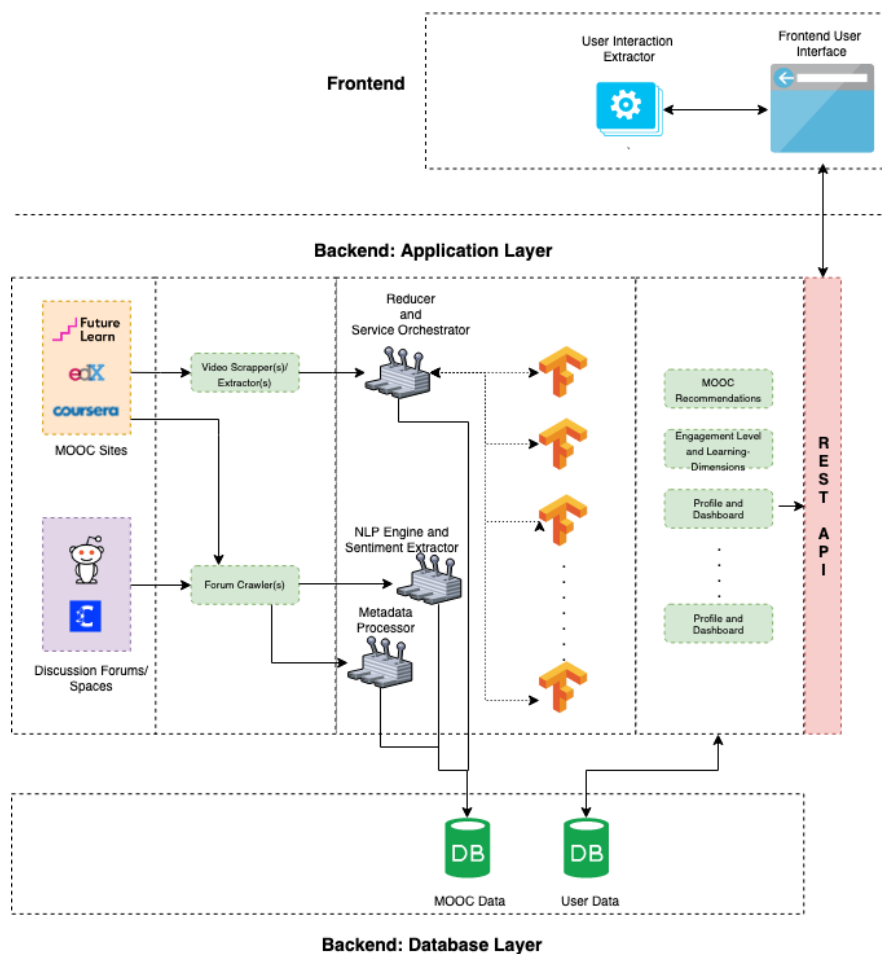 User Interaction
Extractor
Frontend User
Interface
Frontend
Backend: Application Layer
Future
Learn
edX
coursera
MOOC Sites
Video Scrapper(s)/
Extractor(s)
Reducer
and
Service Orchestrator
MOOC
Recommendations
Engagement Level
and Learning-
Dimensions
Profile and
Dashboard
REST API
NLP Engine and
Sentiment Extractor
Forum Crawler(s)
Metadata
Processor
Profile and
Dashboard
Discussion Forums/
Spaces
DB
DB
MOOC Data
User Data
Backend: Database Layer